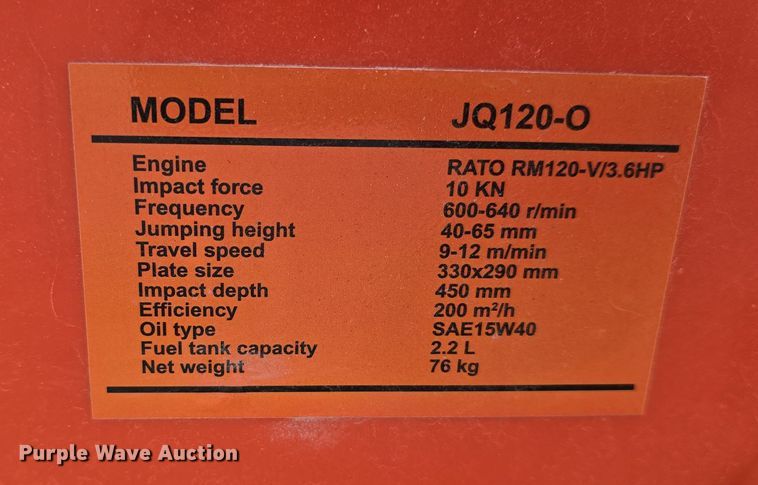 MODEL JQ120-O
Engine RATO RM120-V/3.6HP
Impact force 10 KN
Frequency 600-640 r/min
Jumping height 40-65 mm
Travel speed 9-12 m/min
Plate size 330x290 mm
Impact depth 450 mm
Efficiency 200 m²/h
Oil type SAE15W40
Fuel tank capacity 2.2 L
Net weight 76 kg
Purple Wave Auction